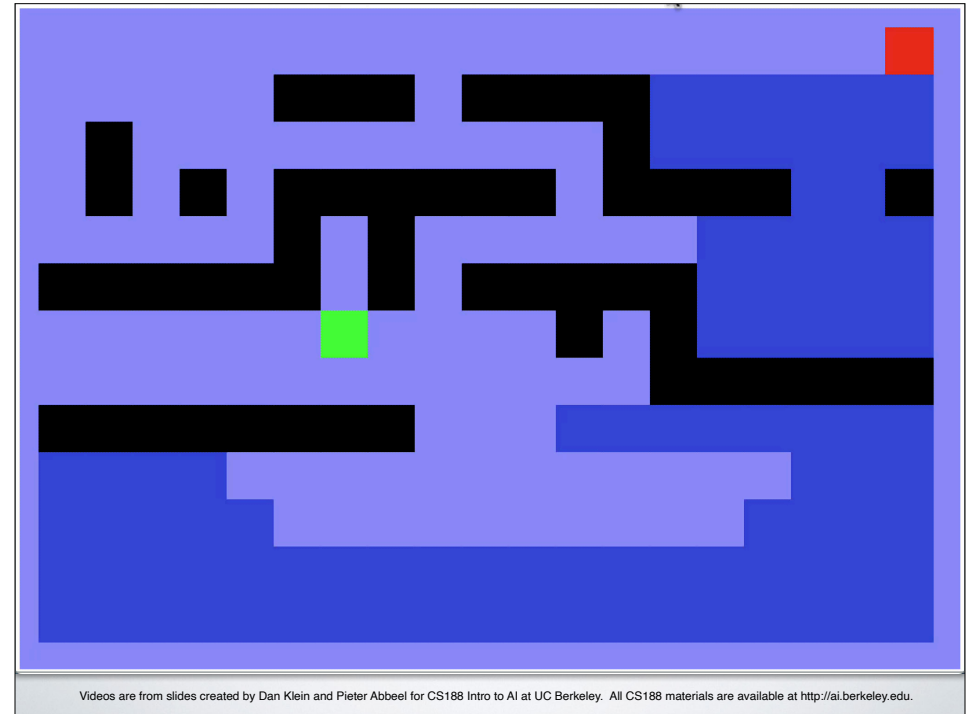 Videos are from slides created by Dan Klein and Pieter Abbeel for CS188 Intro to AI at UC Berkeley.  All CS188 materials are available at http://ai.berkeley.edu.